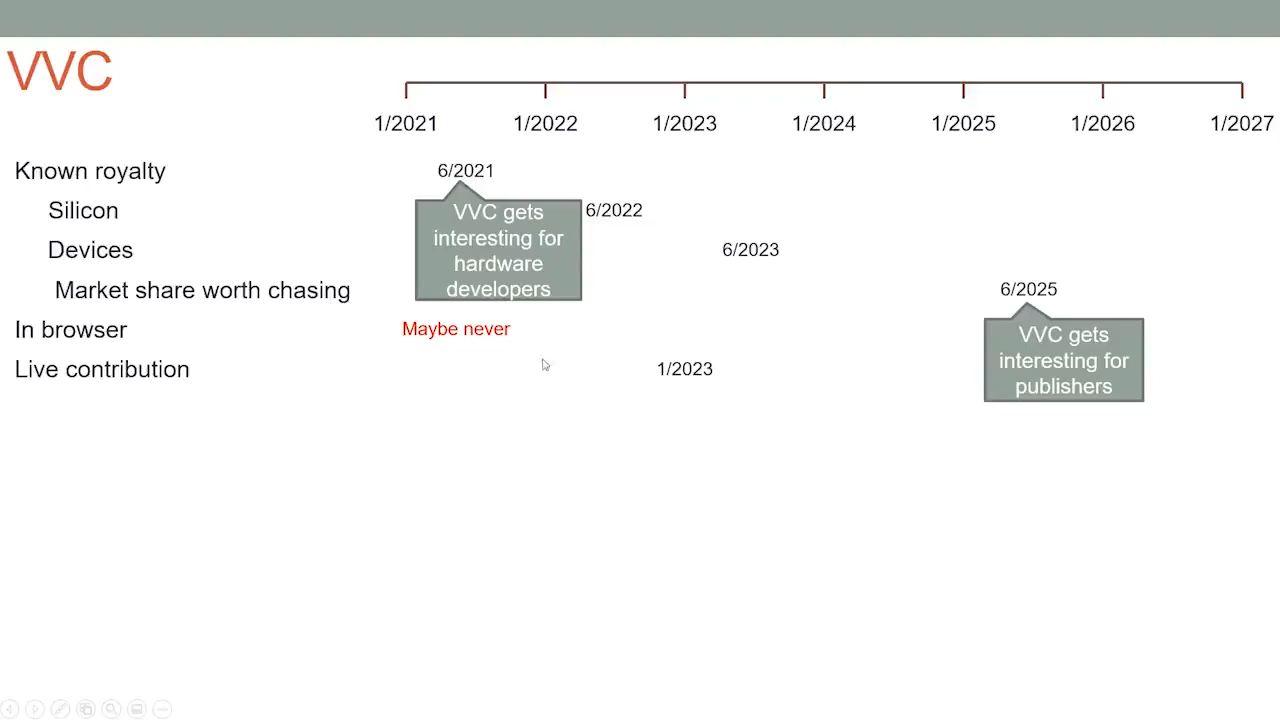 VVC
1/2021 1/2022 1/2023 1/2024 1/2025 1/2026 1/2027
Known royalty 6/2021
Silicon 6/2022
Devices 6/2023
Market share worth chasing 6/2025
In browser Maybe never
Live contribution 1/2023
VVC gets
interesting for
hardware
developers
VVC gets
interesting for
publishers